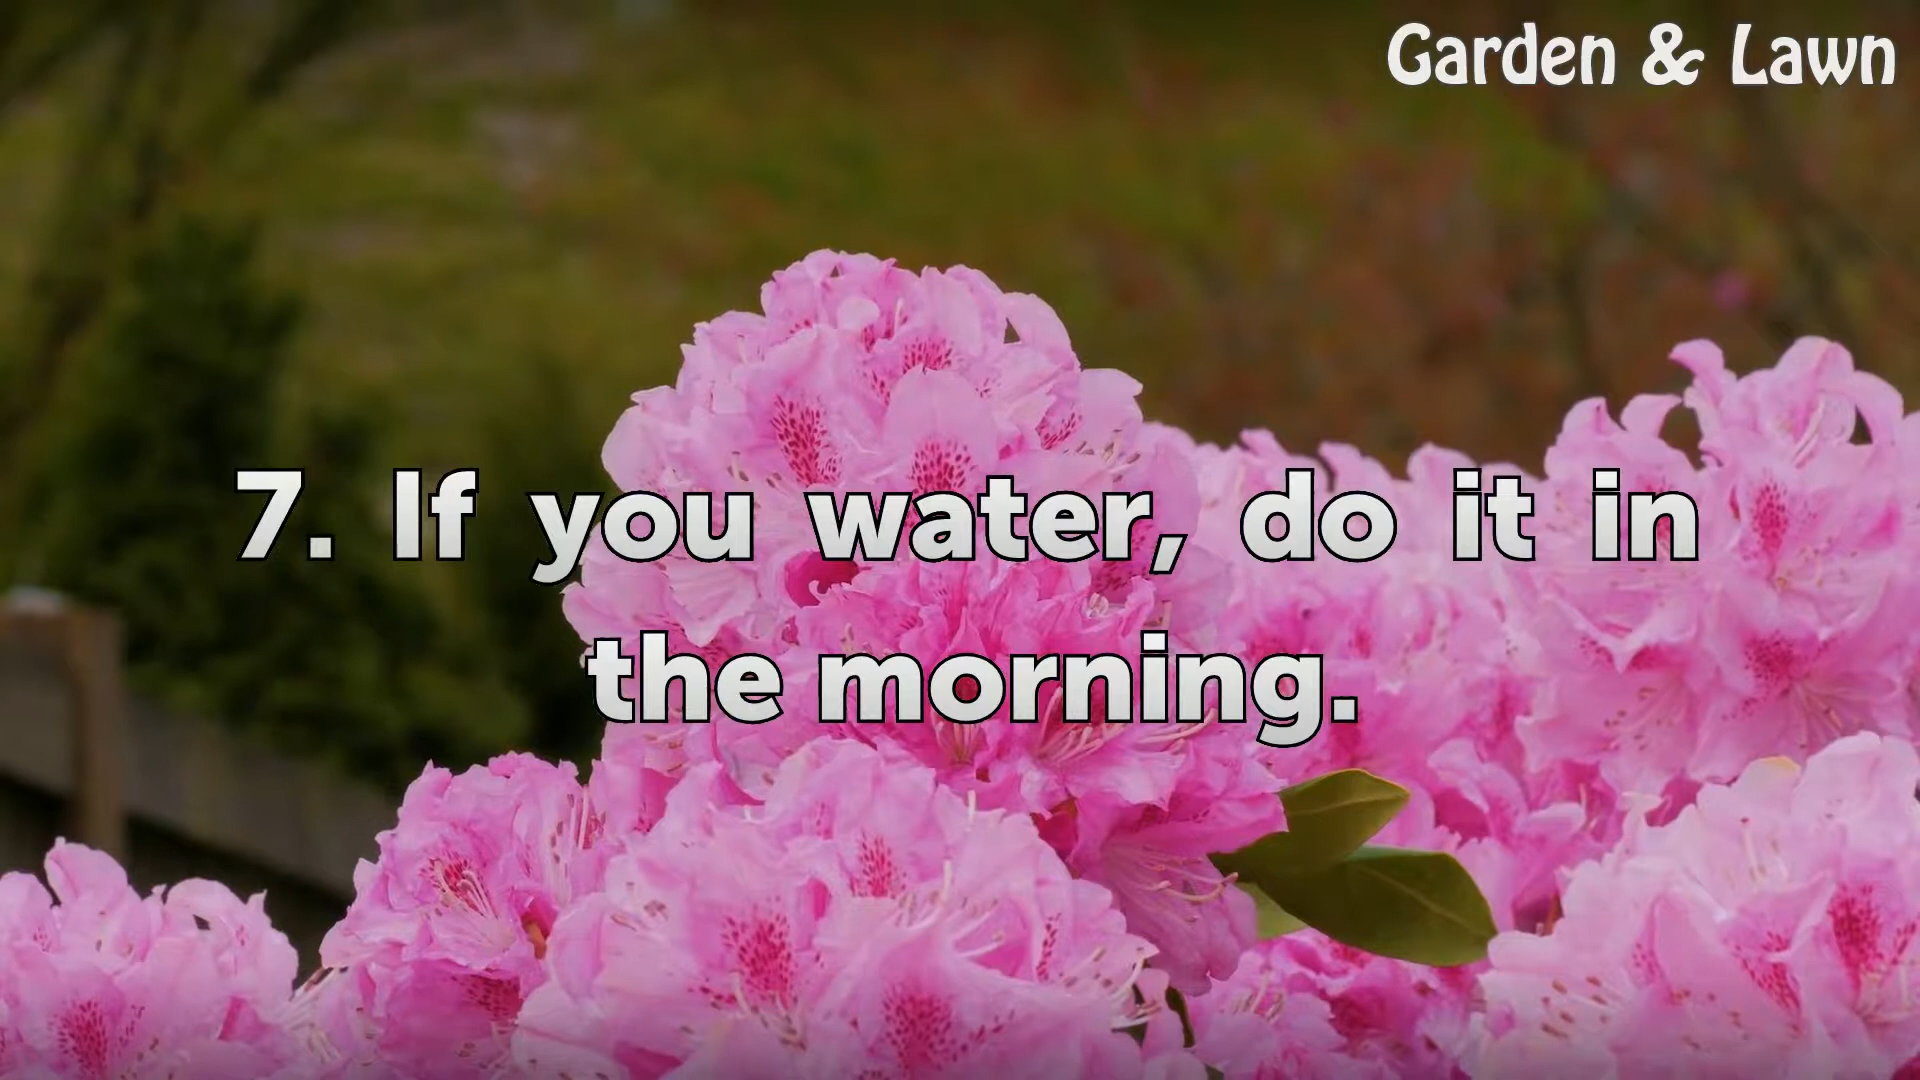 Garden & Lawn
7. If you water, do it in
the morning.